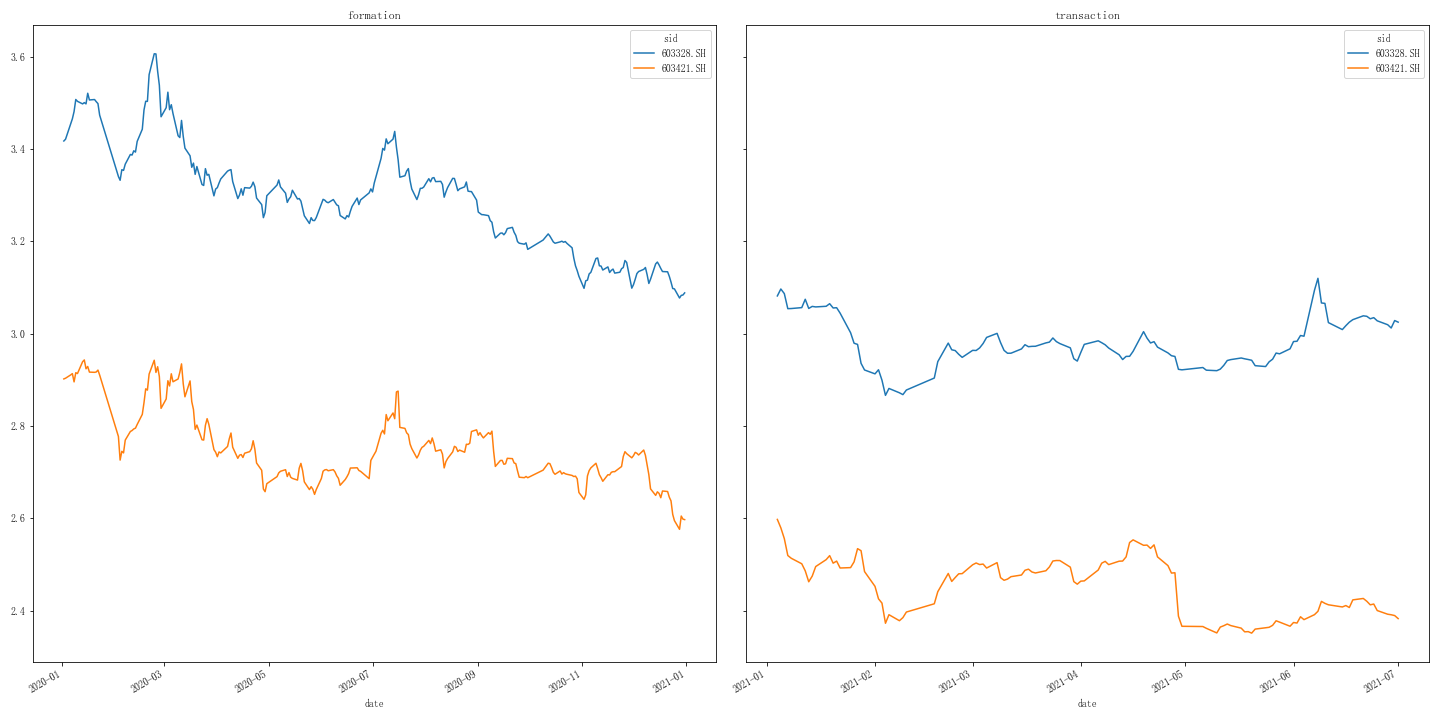 formation
sid
603328.SH
603421.SH
3.6
3.4
3.2
3.0
2.8
2.6
2.4
2020-01
2020-03
2020-05
2020-07
2020-09
2020-11
2021-01
date
transaction
sid
603328.SH
603421.SH
2021-01
2021-02
2021-03
2021-04
2021-05
2021-06
2021-07
date